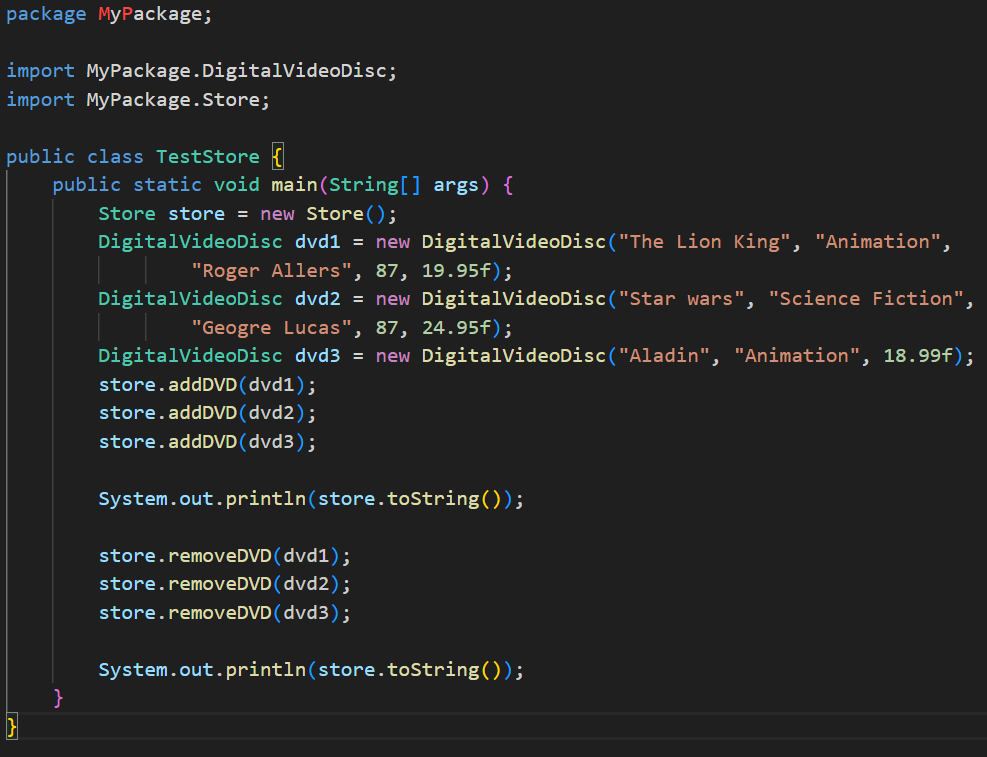 package MyPackage;

import MyPackage.DigitalVideoDisc;
import MyPackage.Store;

public class TestStore {
    public static void main(String[] args) {
        Store store = new Store();
        DigitalVideoDisc dvd1 = new DigitalVideoDisc("The Lion King", "Animation",
                "Roger Allers", 87, 19.95f);
        DigitalVideoDisc dvd2 = new DigitalVideoDisc("Star wars", "Science Fiction",
                "Geogre Lucas", 87, 24.95f);
        DigitalVideoDisc dvd3 = new DigitalVideoDisc("Aladin", "Animation", 18.99f);
        store.addDVD(dvd1);
        store.addDVD(dvd2);
        store.addDVD(dvd3);

        System.out.println(store.toString());

        store.removeDVD(dvd1);
        store.removeDVD(dvd2);
        store.removeDVD(dvd3);

        System.out.println(store.toString());
    }
}